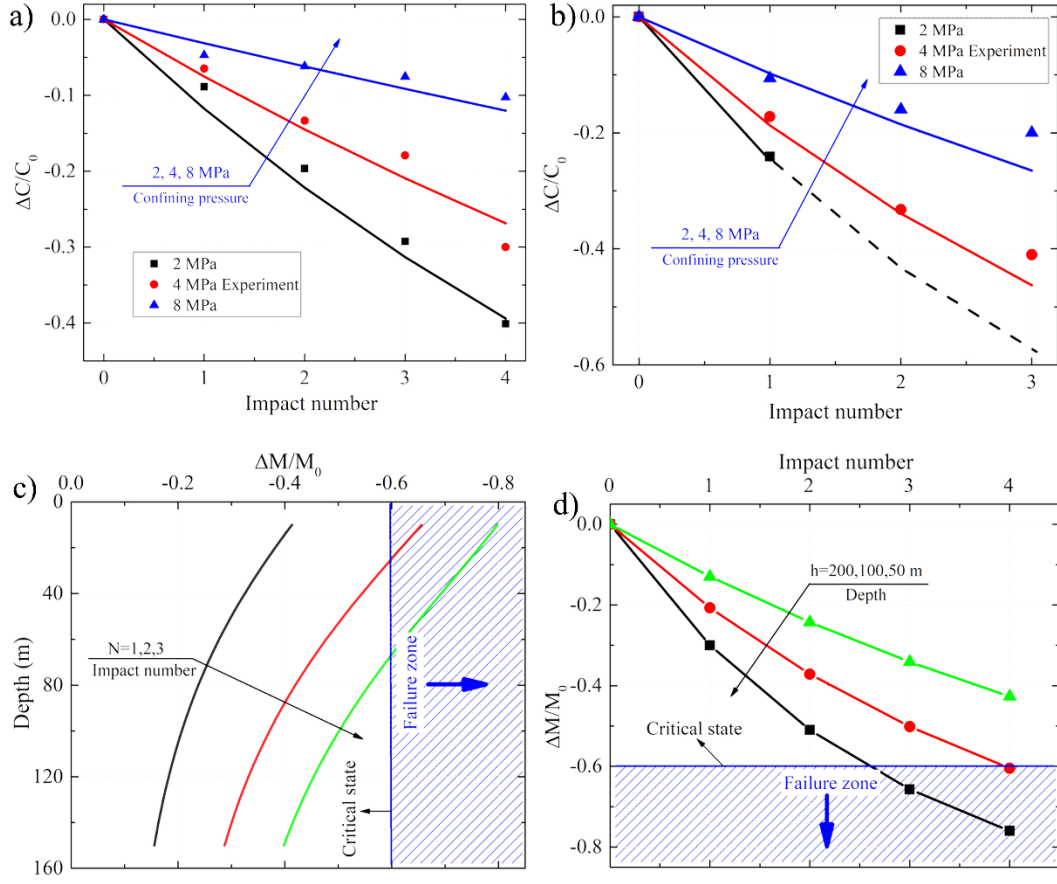 a)
0.0
-0.1
-0.2
-0.3
-0.4
ΔC/C₀
2, 4, 8 MPa
Confining pressure
2 MPa
4 MPa Experiment
8 MPa
0 1 2 3 4
Impact number
b)
0.0
-0.2
-0.4
-0.6
ΔC/C₀
2 MPa
4 MPa Experiment
8 MPa
2, 4, 8 MPa
Confining pressure
0 1 2 3
Impact number
c)
ΔM/M₀
0.0 -0.2 -0.4 -0.6 -0.8
0
40
80
120
160
Depth (m)
N=1,2,3
Impact number
Failure zone
Critical state
d)
Impact number
0 1 2 3 4
0.0
-0.2
-0.4
-0.6
-0.8
ΔM/M₀
h=200,100,50 m
Depth
Critical state
Failure zone